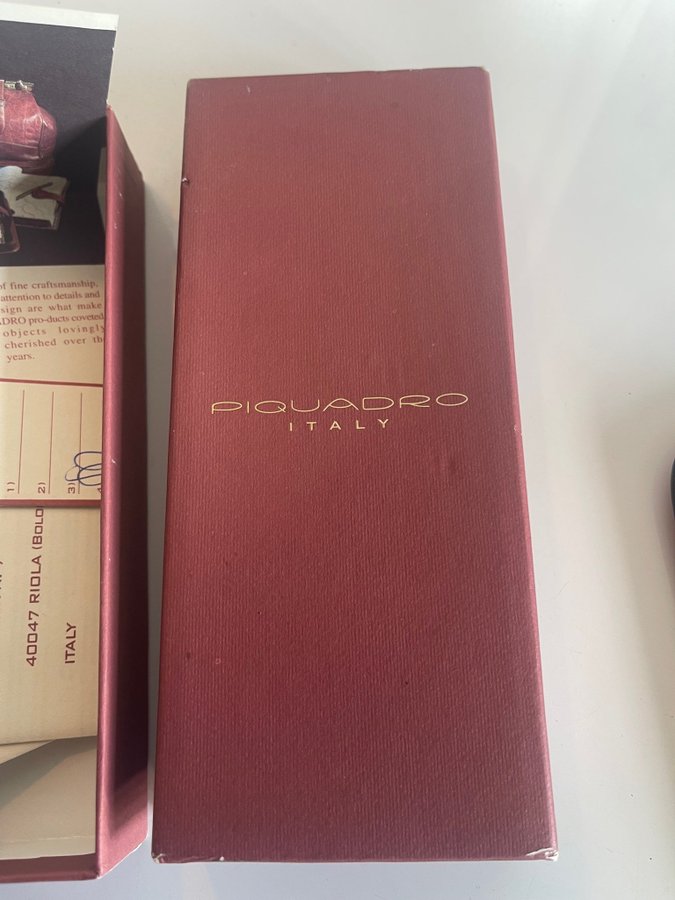 of fine craftsmanship,
attention to details and
sign are what make
ADRO pro-ducts coveted
objects lovingly
cherished over th
years.
1)
2)
3)
40047 RIOLA (BOLO
ITALY
PIQUADRO
ITALY